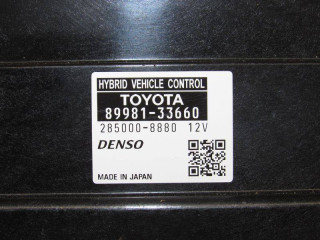 HYBRID VEHICLE CONTROL
TOYOTA
89981-33660
285000-8880 12V
DENSO
MADE IN JAPAN